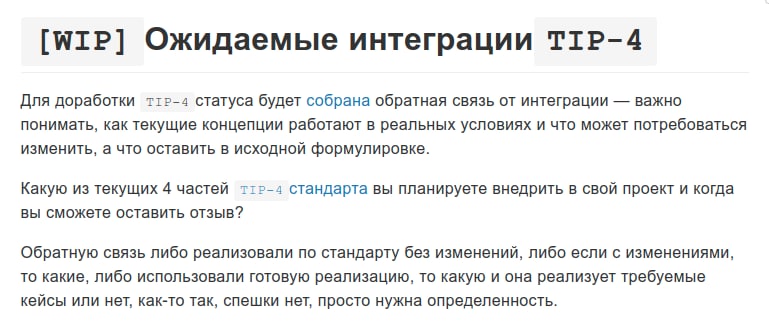 [WIP] Ожидаемые интеграции TIP-4
Для доработки TIP-4 статуса будет собрана обратная связь от интеграции — важно
понимать, как текущие концепции работают в реальных условиях и что может потребоваться
изменить, а что оставить в исходной формулировке.
Какую из текущих 4 частей TIP-4 стандарта вы планируете внедрить в свой проект и когда
вы сможете оставить отзыв?
Обратную связь либо реализовали по стандарту без изменений, либо если с изменениями,
то какие, либо использовали готовую реализацию, то какую и она реализует требуемые
кейсы или нет, как-то так, спешки нет, просто нужна определенность.